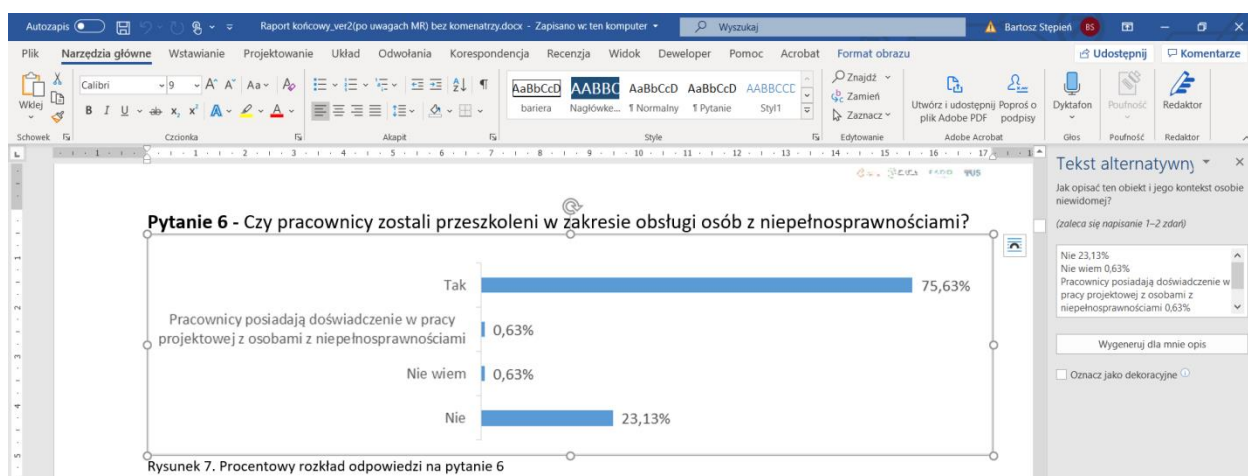 Autozapis
Raport końcowy_ver2(po uwagach MR) bez komenatrzy.docx - Zapisano w: ten komputer
Wyszukaj
Bartosz Stępień
BS
Plik Narzędzia główne Wstawianie Projektowanie Układ Odwołania Korespondencja Recenzja Widok Deweloper Pomoc Acrobat Format obrazu
Udostępnij Komentarze
Wklej
Calibri 9
AaBbCcD AABBC AaBbCcD AaBbCcD AABBCCC
bariera Nagłówke... ¶ Normalny ¶ Pytanie Styl1
Znajdź
Zamień
Zaznacz
Utwórz i udostępnij plik Adobe PDF
Poproś o podpisy
Dyktafon
Poufność
Redaktor
Schowek Czcionka Akapit Style Edytowanie Adobe Acrobat Głos Poufność Redaktor
Pytanie 6 - Czy pracownicy zostali przeszkoleni w zakresie obsługi osób z niepełnosprawnościami?
Tak 75,63%
Pracownicy posiadają doświadczenie w pracy
projektowej z osobami z niepełnosprawnościami 0,63%
Nie wiem 0,63%
Nie 23,13%
Rysunek 7. Procentowy rozkład odpowiedzi na pytanie 6
Tekst alternatywny
Jak opisać ten obiekt i jego kontekst osobie
niewidomej?
(zaleca się napisanie 1–2 zdań)
Nie 23,13%
Nie wiem 0,63%
Pracownicy posiadają doświadczenie w
pracy projektowej z osobami z
niepełnosprawnościami 0,63%
Wygeneruj dla mnie opis
Oznacz jako dekoracyjne